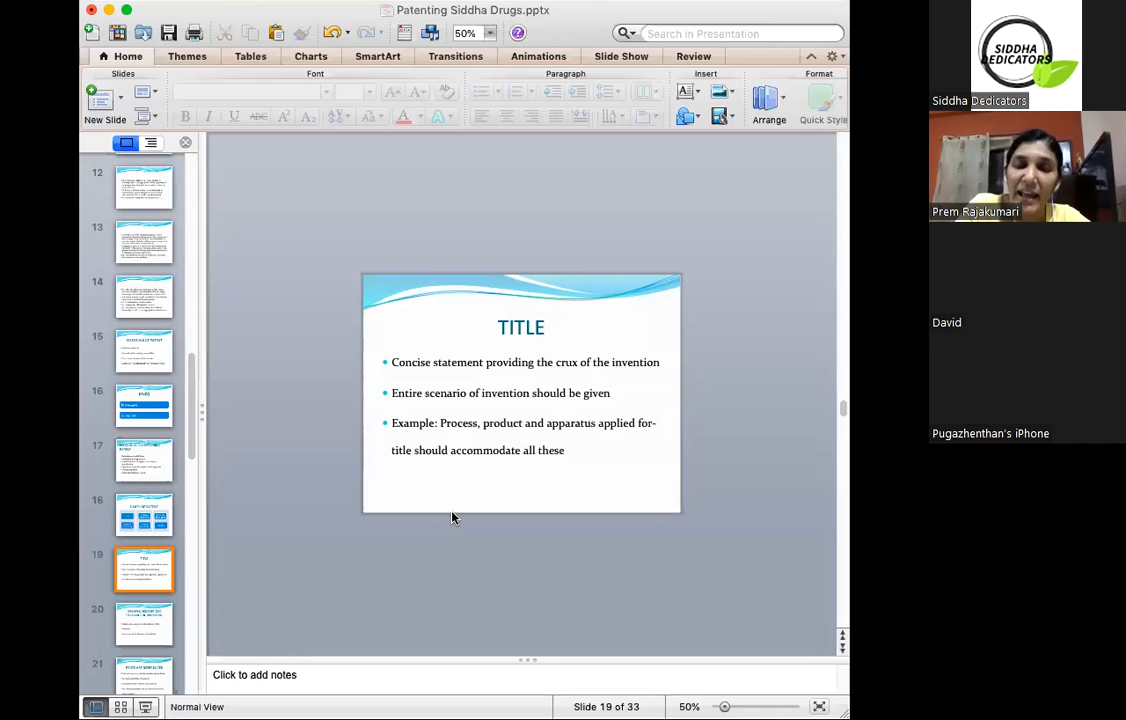 Patenting Siddha Drugs.pptx
50%
Search in Presentation
Home
Themes
Tables
Charts
SmartArt
Transitions
Animations
Slide Show
Review
Slides
Font
Paragraph
Insert
Format
New Slide
Arrange
Quick Style
12
13
14
15
16
17
18
19
20
21
TITLE
Concise statement providing the crux of the invention
Entire scenario of invention should be given
Example: Process, product and apparatus applied for-
title should accommodate all these
Click to add notes
Normal View
Slide 19 of 33
50%
SIDDHA
DEDICATORS
Siddha Dedicators
Prem Rajakumari
David
Pugazhenthan's iPhone